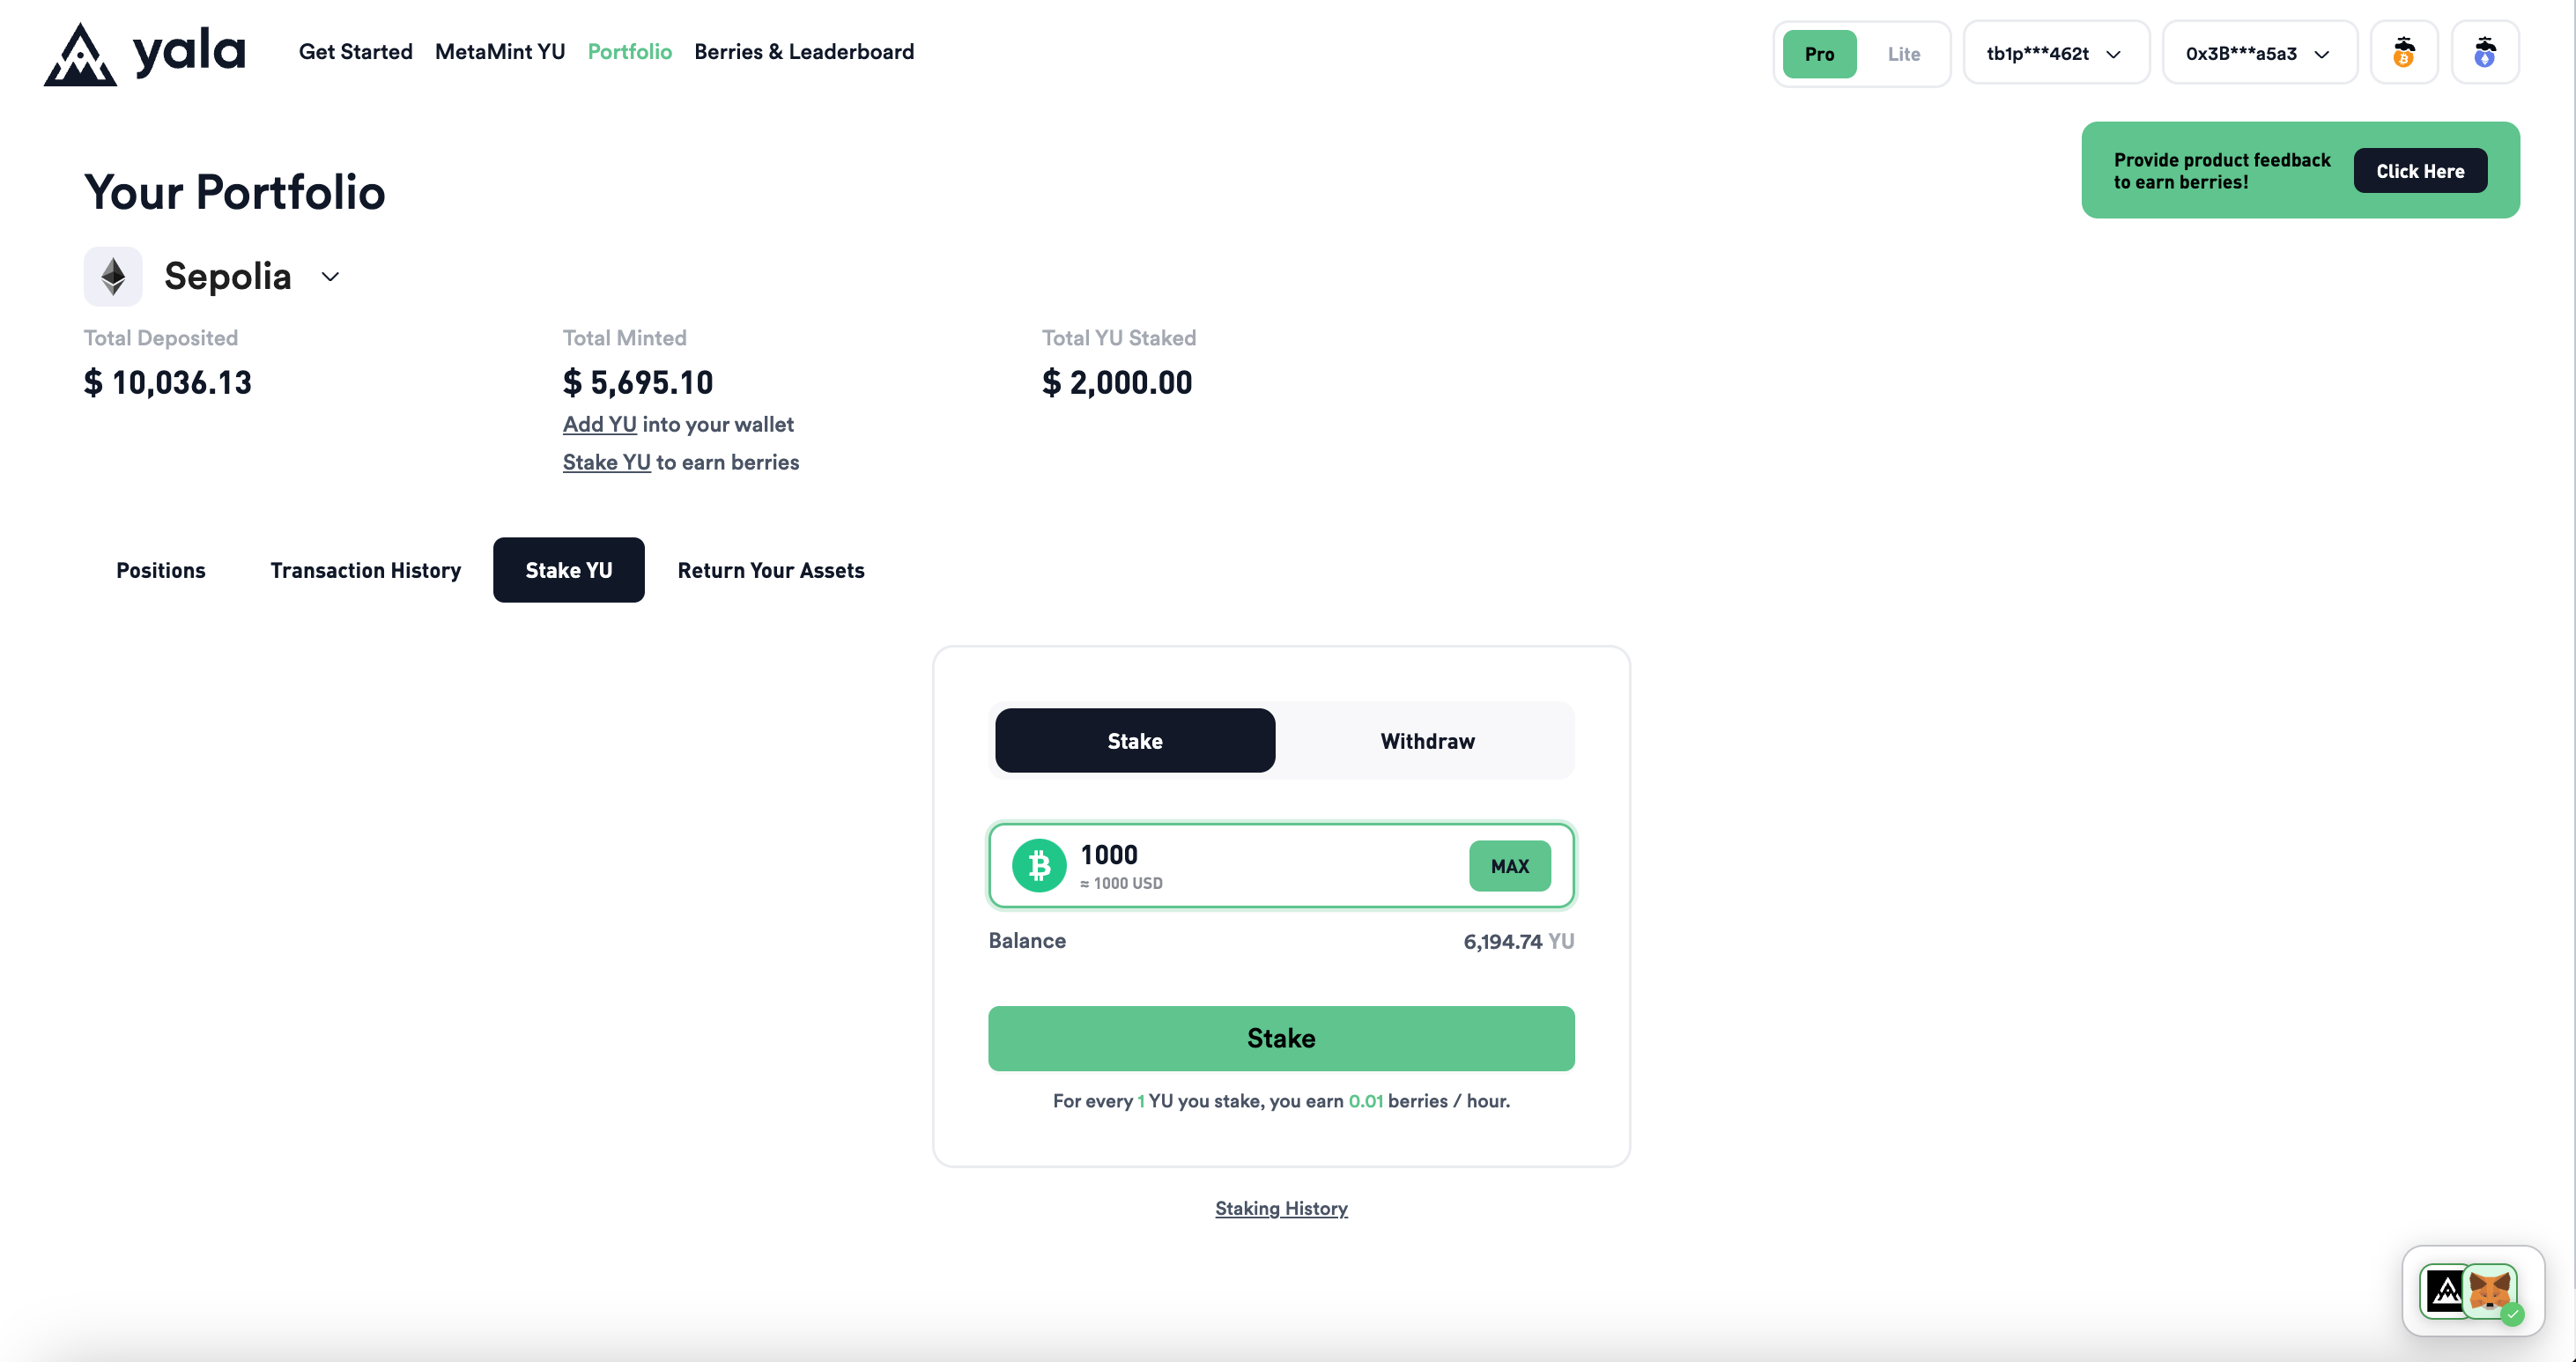 yala
Get Started
MetaMint YU
Portfolio
Berries & Leaderboard
Pro
Lite
tb1p***462t
0x3B***a5a3
Provide product feedback
to earn berries!
Click Here
Your Portfolio
Sepolia
Total Deposited
$ 10,036.13
Total Minted
$ 5,695.10
Add YU into your wallet
Stake YU to earn berries
Total YU Staked
$ 2,000.00
Positions
Transaction History
Stake YU
Return Your Assets
Stake
Withdraw
1000
≈ 1000 USD
MAX
Balance
6,194.74 YU
Stake
For every 1 YU you stake, you earn 0.01 berries / hour.
Staking History